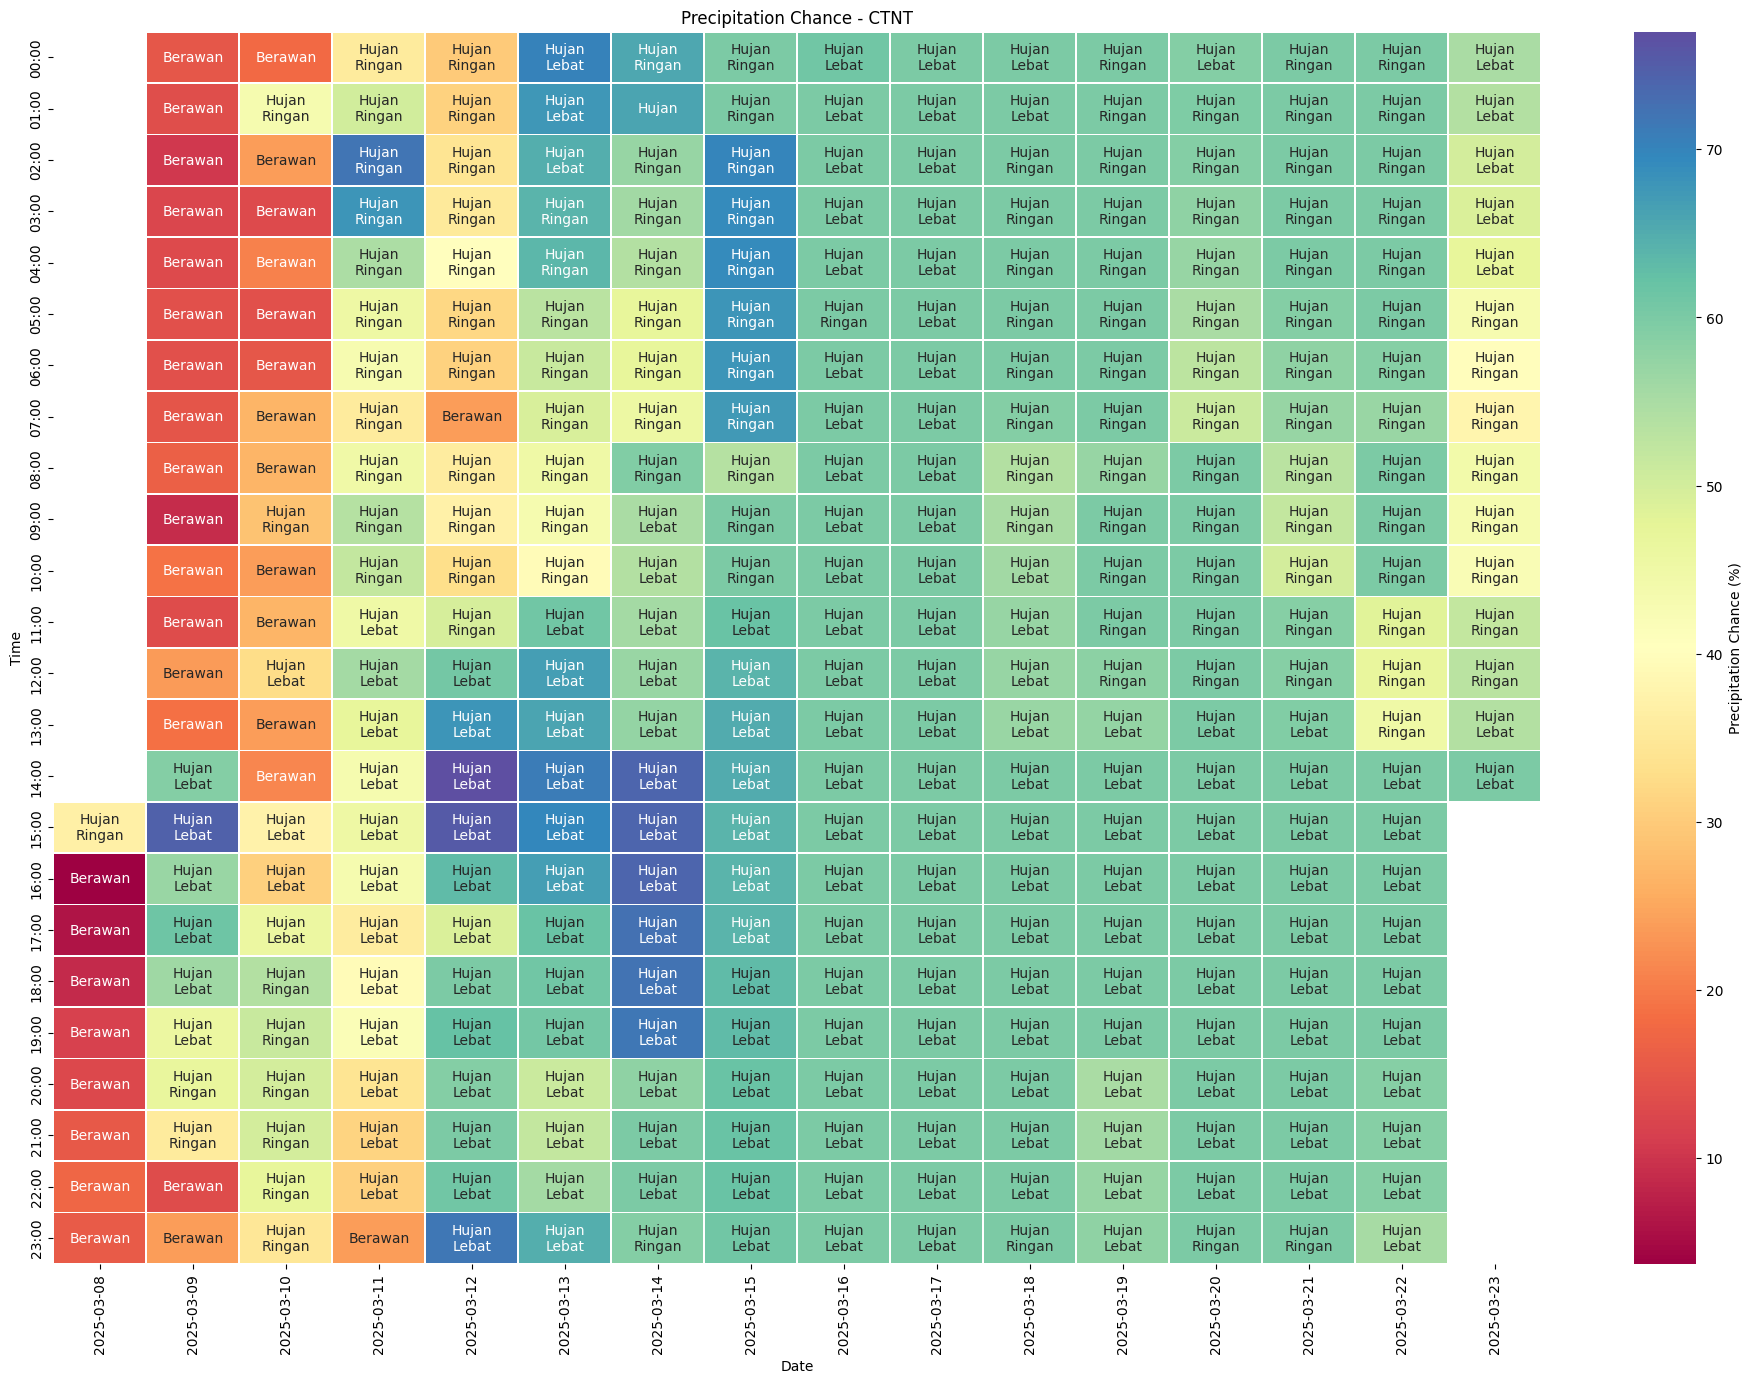 Precipitation Chance - CTNT
00:00 Berawan Berawan Hujan Ringan Hujan Ringan Hujan Lebat Hujan Ringan Hujan Ringan Hujan Lebat Hujan Lebat Hujan Lebat Hujan Ringan Hujan Lebat Hujan Ringan Hujan Ringan Hujan Lebat
01:00 Berawan Hujan Ringan Hujan Ringan Hujan Ringan Hujan Lebat Hujan Hujan Ringan Hujan Lebat Hujan Lebat Hujan Lebat Hujan Ringan Hujan Ringan Hujan Ringan Hujan Ringan Hujan Lebat
02:00 Berawan Berawan Hujan Ringan Hujan Ringan Hujan Lebat Hujan Ringan Hujan Ringan Hujan Lebat Hujan Lebat Hujan Ringan Hujan Ringan Hujan Ringan Hujan Ringan Hujan Ringan Hujan Lebat
03:00 Berawan Berawan Hujan Ringan Hujan Ringan Hujan Ringan Hujan Ringan Hujan Ringan Hujan Lebat Hujan Lebat Hujan Ringan Hujan Ringan Hujan Ringan Hujan Ringan Hujan Ringan Hujan Lebat
04:00 Berawan Berawan Hujan Ringan Hujan Ringan Hujan Ringan Hujan Ringan Hujan Ringan Hujan Lebat Hujan Lebat Hujan Ringan Hujan Ringan Hujan Ringan Hujan Ringan Hujan Ringan Hujan Lebat
05:00 Berawan Berawan Hujan Ringan Hujan Ringan Hujan Ringan Hujan Ringan Hujan Ringan Hujan Ringan Hujan Lebat Hujan Ringan Hujan Ringan Hujan Ringan Hujan Ringan Hujan Ringan Hujan Ringan
06:00 Berawan Berawan Hujan Ringan Hujan Ringan Hujan Ringan Hujan Ringan Hujan Ringan Hujan Lebat Hujan Lebat Hujan Ringan Hujan Ringan Hujan Ringan Hujan Ringan Hujan Ringan Hujan Ringan
07:00 Berawan Berawan Hujan Ringan Berawan Hujan Ringan Hujan Ringan Hujan Ringan Hujan Lebat Hujan Lebat Hujan Ringan Hujan Ringan Hujan Ringan Hujan Ringan Hujan Ringan Hujan Ringan
08:00 Berawan Berawan Hujan Ringan Hujan Ringan Hujan Ringan Hujan Ringan Hujan Ringan Hujan Lebat Hujan Lebat Hujan Ringan Hujan Ringan Hujan Ringan Hujan Ringan Hujan Ringan Hujan Ringan
09:00 Berawan Hujan Ringan Hujan Ringan Hujan Ringan Hujan Ringan Hujan Lebat Hujan Ringan Hujan Lebat Hujan Lebat Hujan Ringan Hujan Ringan Hujan Ringan Hujan Ringan Hujan Ringan Hujan Ringan
10:00 Berawan Berawan Hujan Ringan Hujan Ringan Hujan Ringan Hujan Lebat Hujan Ringan Hujan Lebat Hujan Lebat Hujan Lebat Hujan Ringan Hujan Ringan Hujan Ringan Hujan Ringan Hujan Ringan
11:00 Berawan Berawan Hujan Lebat Hujan Ringan Hujan Lebat Hujan Lebat Hujan Lebat Hujan Lebat Hujan Lebat Hujan Lebat Hujan Ringan Hujan Ringan Hujan Ringan Hujan Ringan Hujan Ringan
12:00 Berawan Hujan Lebat Hujan Lebat Hujan Lebat Hujan Lebat Hujan Lebat Hujan Lebat Hujan Lebat Hujan Lebat Hujan Lebat Hujan Ringan Hujan Ringan Hujan Ringan Hujan Ringan Hujan Ringan
13:00 Berawan Berawan Hujan Lebat Hujan Lebat Hujan Lebat Hujan Lebat Hujan Lebat Hujan Lebat Hujan Lebat Hujan Lebat Hujan Lebat Hujan Lebat Hujan Lebat Hujan Ringan Hujan Lebat
14:00 Hujan Lebat Berawan Hujan Lebat Hujan Lebat Hujan Lebat Hujan Lebat Hujan Lebat Hujan Lebat Hujan Lebat Hujan Lebat Hujan Lebat Hujan Lebat Hujan Lebat Hujan Lebat Hujan Lebat
15:00 Hujan Ringan Hujan Lebat Hujan Lebat Hujan Lebat Hujan Lebat Hujan Lebat Hujan Lebat Hujan Lebat Hujan Lebat Hujan Lebat Hujan Lebat Hujan Lebat Hujan Lebat Hujan Lebat Hujan Lebat
16:00 Berawan Hujan Lebat Hujan Lebat Hujan Lebat Hujan Lebat Hujan Lebat Hujan Lebat Hujan Lebat Hujan Lebat Hujan Lebat Hujan Lebat Hujan Lebat Hujan Lebat Hujan Lebat Hujan Lebat
17:00 Berawan Hujan Lebat Hujan Lebat Hujan Lebat Hujan Lebat Hujan Lebat Hujan Lebat Hujan Lebat Hujan Lebat Hujan Lebat Hujan Lebat Hujan Lebat Hujan Lebat Hujan Lebat Hujan Lebat
18:00 Berawan Hujan Lebat Hujan Ringan Hujan Lebat Hujan Lebat Hujan Lebat Hujan Lebat Hujan Lebat Hujan Lebat Hujan Lebat Hujan Lebat Hujan Lebat Hujan Lebat Hujan Lebat Hujan Lebat
19:00 Berawan Hujan Lebat Hujan Ringan Hujan Lebat Hujan Lebat Hujan Lebat Hujan Lebat Hujan Lebat Hujan Lebat Hujan Lebat Hujan Lebat Hujan Lebat Hujan Lebat Hujan Lebat Hujan Lebat
20:00 Berawan Hujan Ringan Hujan Ringan Hujan Lebat Hujan Lebat Hujan Lebat Hujan Lebat Hujan Lebat Hujan Lebat Hujan Lebat Hujan Lebat Hujan Lebat Hujan Lebat Hujan Lebat Hujan Lebat
21:00 Berawan Hujan Ringan Hujan Ringan Hujan Lebat Hujan Lebat Hujan Lebat Hujan Lebat Hujan Lebat Hujan Lebat Hujan Lebat Hujan Lebat Hujan Lebat Hujan Lebat Hujan Lebat Hujan Lebat
22:00 Berawan Berawan Hujan Ringan Hujan Lebat Hujan Lebat Hujan Lebat Hujan Lebat Hujan Lebat Hujan Lebat Hujan Lebat Hujan Lebat Hujan Lebat Hujan Lebat Hujan Lebat Hujan Lebat
23:00 Berawan Berawan Hujan Ringan Berawan Hujan Lebat Hujan Lebat Hujan Ringan Hujan Lebat Hujan Lebat Hujan Lebat Hujan Ringan Hujan Lebat Hujan Ringan Hujan Ringan Hujan Lebat
Time
2025-03-08 2025-03-09 2025-03-10 2025-03-11 2025-03-12 2025-03-13 2025-03-14 2025-03-15 2025-03-16 2025-03-17 2025-03-18 2025-03-19 2025-03-20 2025-03-21 2025-03-22 2025-03-23
Date
70
60
50
40
30
20
10
Precipitation Chance (%)